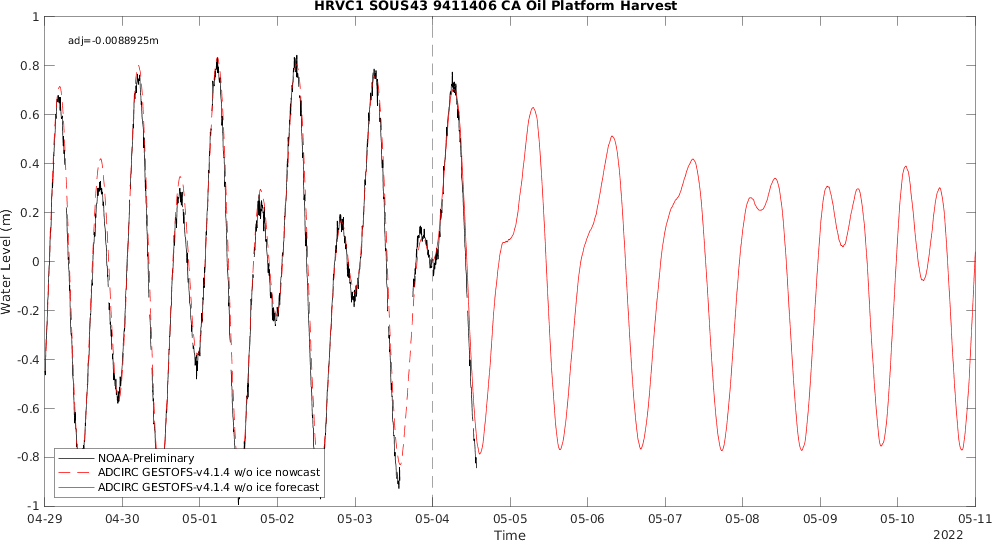 HRVC1 SOUS43 9411406 CA Oil Platform Harvest
adj=-0.0088925m
1
0.8
0.6
0.4
0.2
0
-0.2
-0.4
-0.6
-0.8
-1
Water Level (m)
NOAA-Preliminary
ADCIRC GESTOFS-v4.1.4 w/o ice nowcast
ADCIRC GESTOFS-v4.1.4 w/o ice forecast
04-29 04-30 05-01 05-02 05-03 05-04 05-05 05-06 05-07 05-08 05-09 05-10 05-11
Time
2022